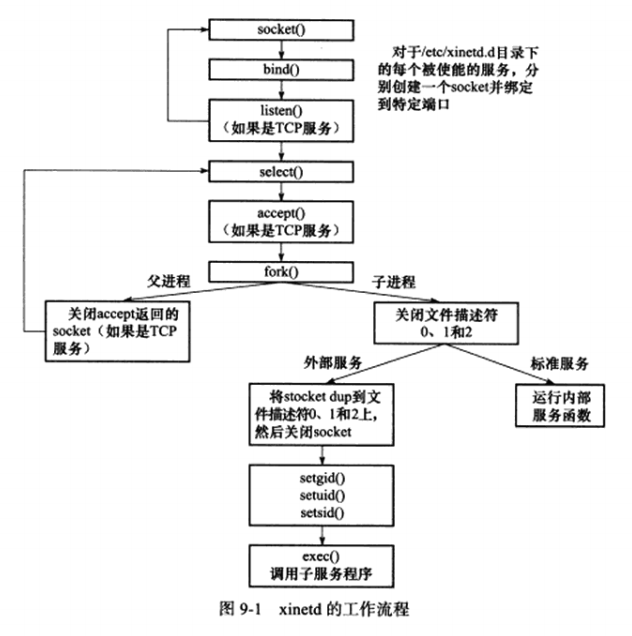 socket()
bind()
listen()
（如果是TCP服务）
对于/etc/xinetd.d目录下
的每个被使能的服务，分
别创建一个socket并绑定
到特定端口
select()
accept()
（如果是TCP服务）
fork()
父进程
子进程
关闭accept返回的
socket（如果是TCP
服务）
关闭文件描述符
0、1和2
外部服务
标准服务
将stocket dup到文
件描述符0、1和2上，
然后关闭socket
运行内部
服务函数
setgid()
setuid()
setsid()
exec()
调用子服务程序
图 9-1 xinetd 的工作流程